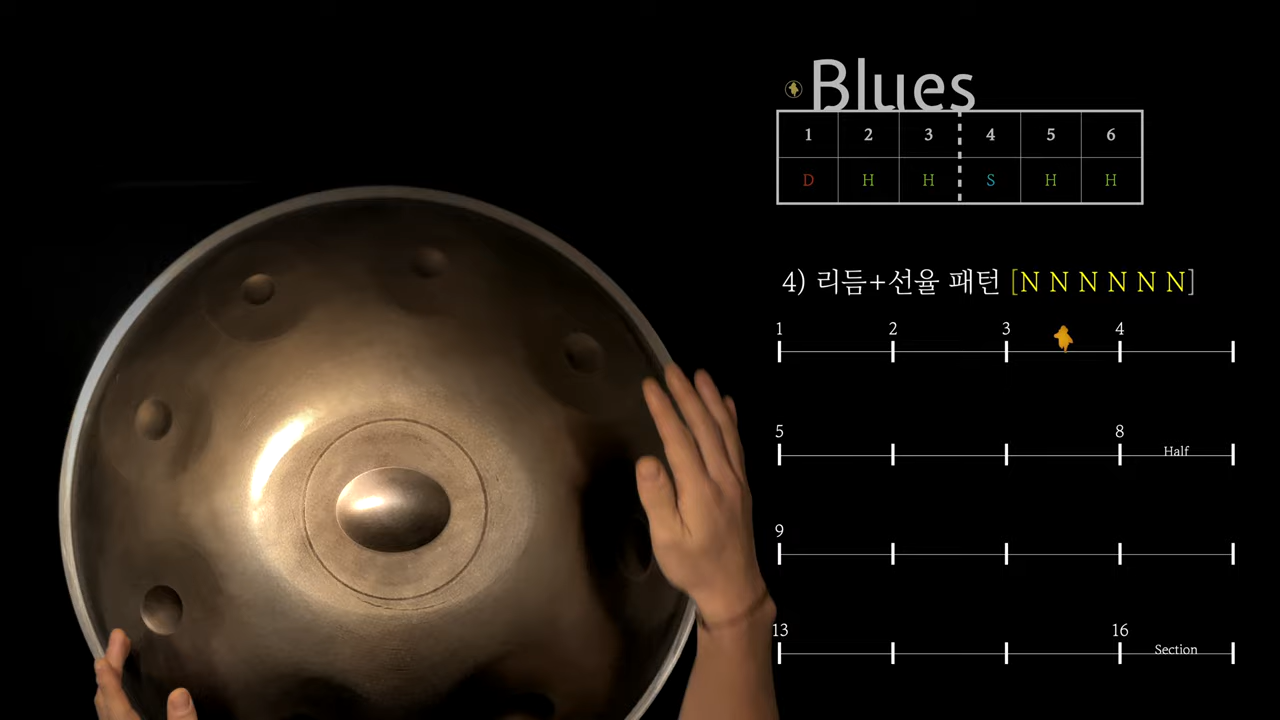 Blues
1 2 3 4 5 6
D H H S H H
4) 리듬+선율 패턴 [N N N N N N]
1 2 3 4
5 8 Half
9
13 16 Section